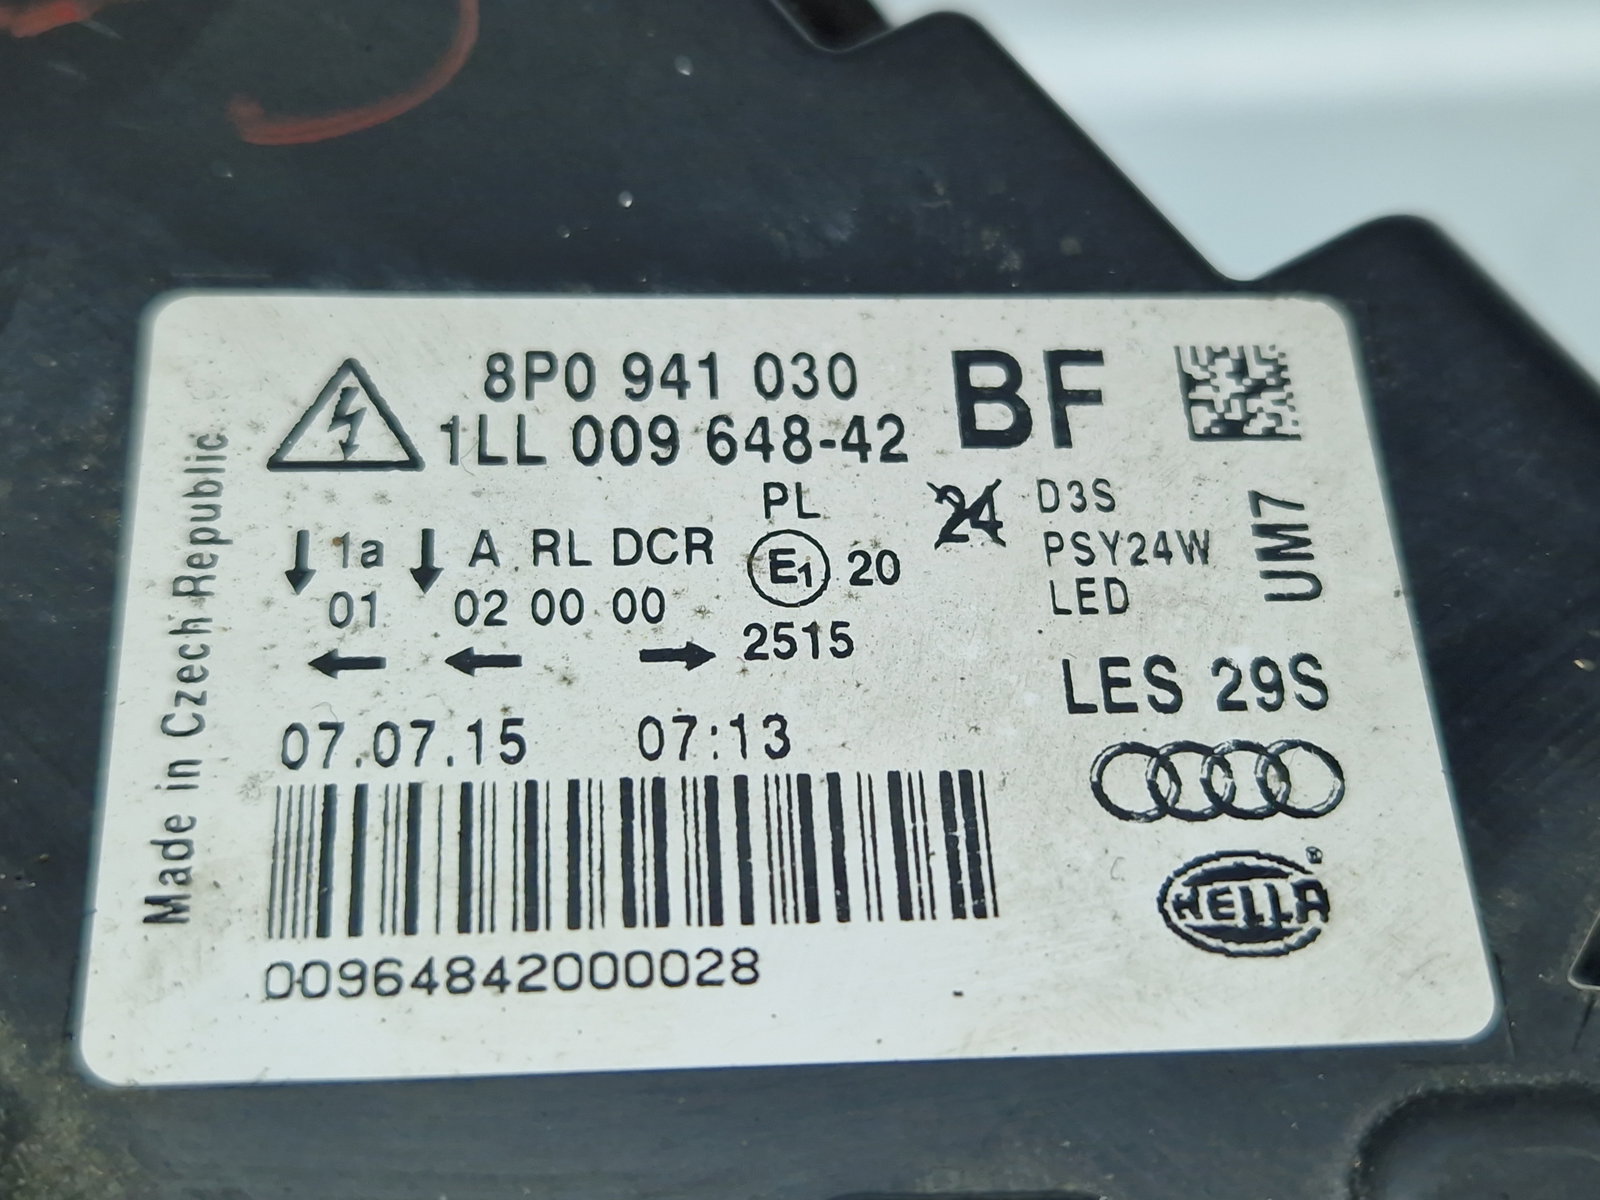 8P0 941 030 BF
1LL 009 648-42
PL
24 D3S
1a A RL DCR E1 20 PSY24W
01 02 00 00 LED
UM7
2515
LES 29S
07.07.15 07:13
HELLA®
00964842000028
Made in Czech Republic